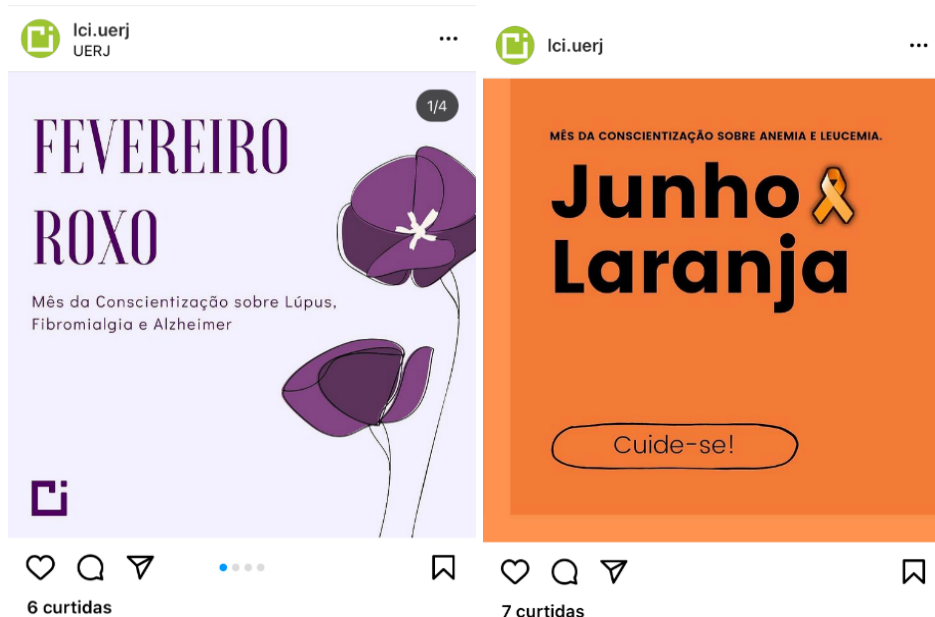 lci.uerj
UERJ
1/4
FEVEREIRO
ROXO
Mês da Conscientização sobre Lúpus,
Fibromialgia e Alzheimer
6 curtidas
lci.uerj
MÊS DA CONSCIENTIZAÇÃO SOBRE ANEMIA E LEUCEMIA.
Junho
Laranja
Cuide-se!
7 curtidas